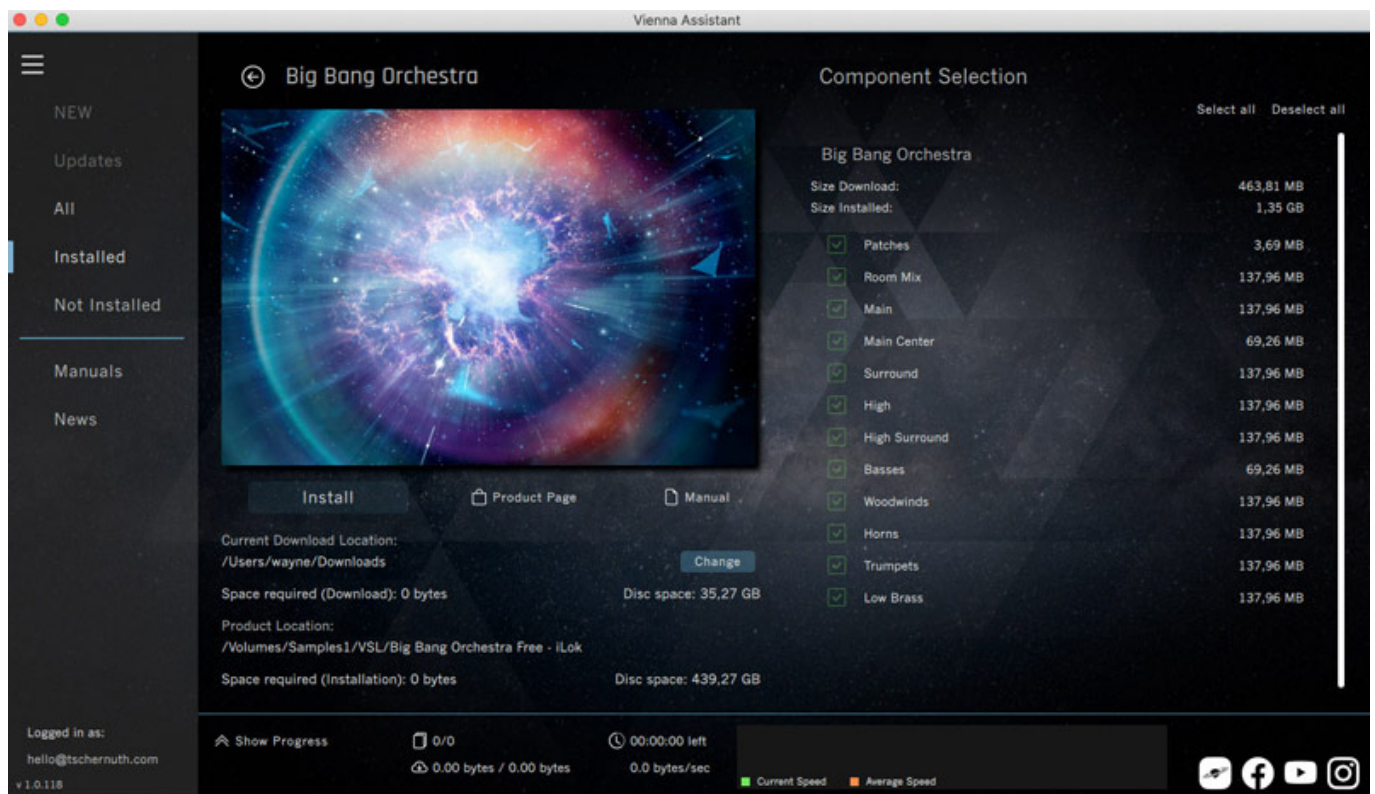 Vienna Assistant
NEW
Updates
All
Installed
Not Installed
Manuals
News
Logged in as:
hello@tschernuth.com
v 1.0.118
Big Bang Orchestra
Install
Product Page
Manual
Current Download Location:
/Users/wayne/Downloads
Change
Space required (Download): 0 bytes
Disc space: 35,27 GB
Product Location:
/Volumes/Samples1/VSL/Big Bang Orchestra Free - iLok
Space required (Installation): 0 bytes
Disc space: 439,27 GB
Component Selection
Select all Deselect all
Big Bang Orchestra
Size Download: 463,81 MB
Size Installed: 1,35 GB
Patches 3,69 MB
Room Mix 137,96 MB
Main 137,96 MB
Main Center 69,26 MB
Surround 137,96 MB
High 137,96 MB
High Surround 137,96 MB
Basses 69,26 MB
Woodwinds 137,96 MB
Horns 137,96 MB
Trumpets 137,96 MB
Low Brass 137,96 MB
Show Progress
0/0
00:00:00 left
0.00 bytes / 0.00 bytes
0.0 bytes/sec
Current Speed Average Speed